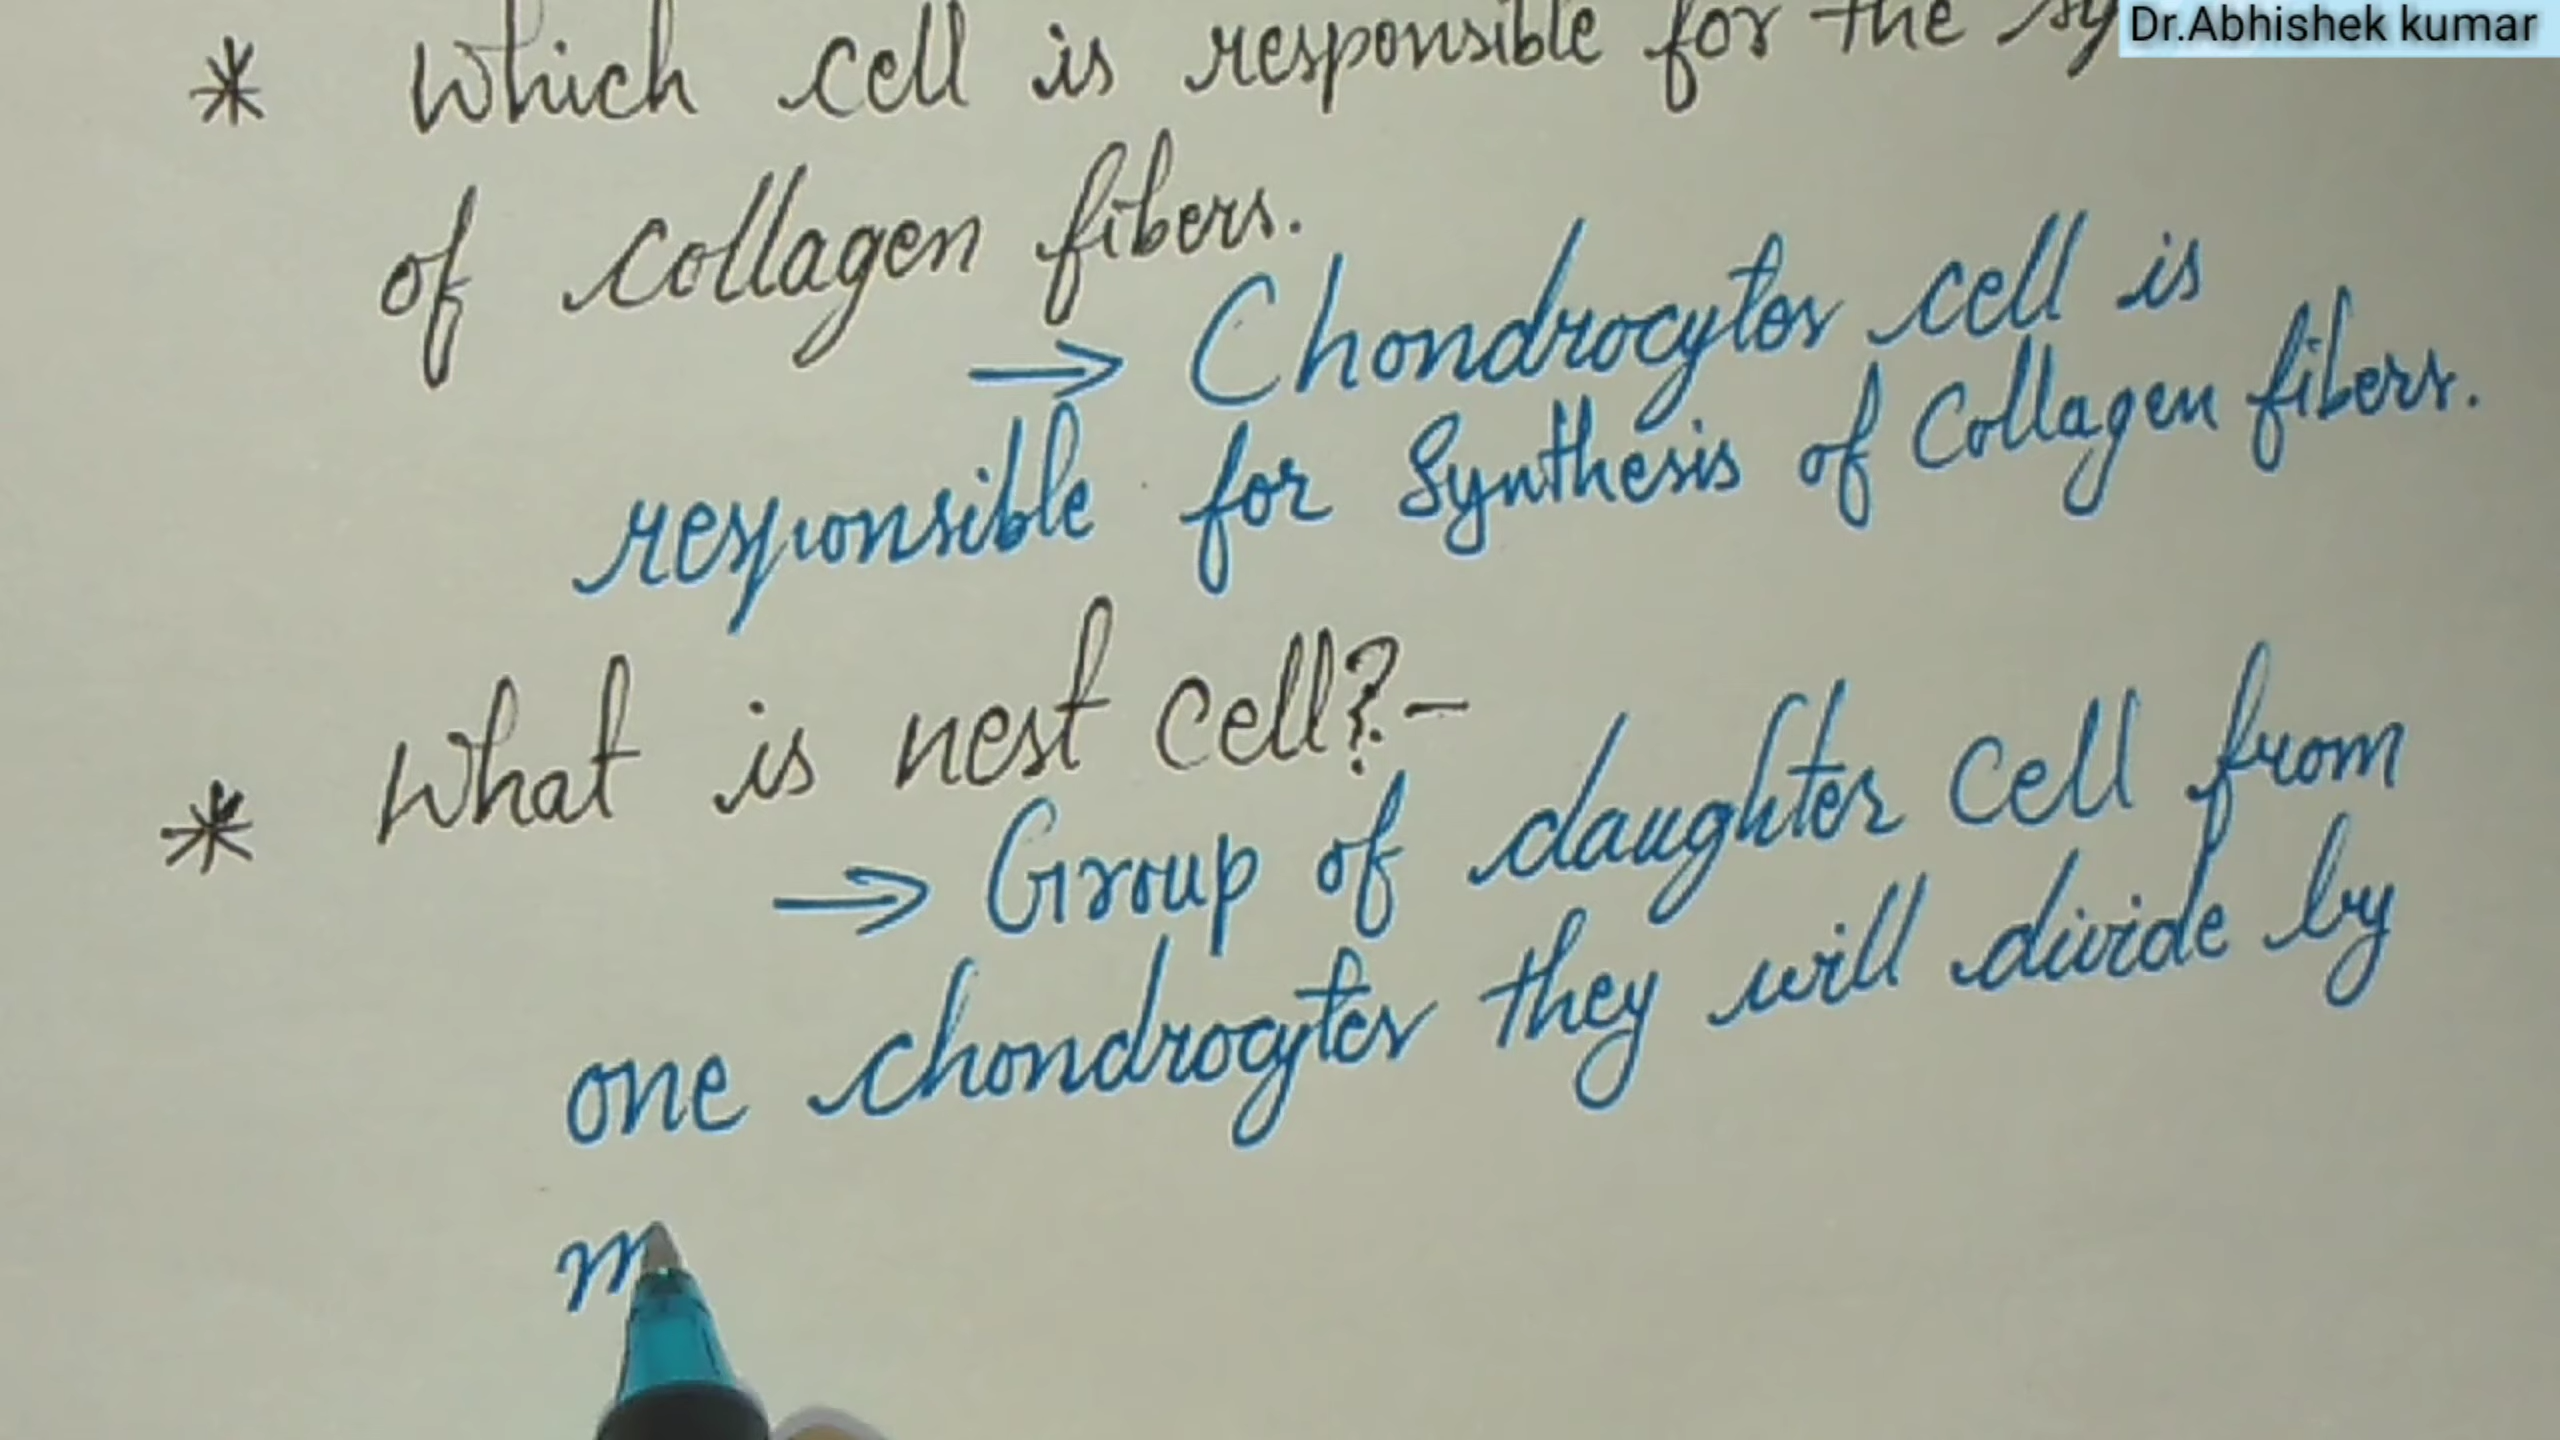 Dr.Abhishek kumar
* Which cell is responsible for the sy
of collagen fibers.
→ Chondrocytes cell is
responsible for Synthesis of Collagen fibers.
* What is nest cell?-
→ Group of daughter cell from
one chondrocytes they will divide by
m